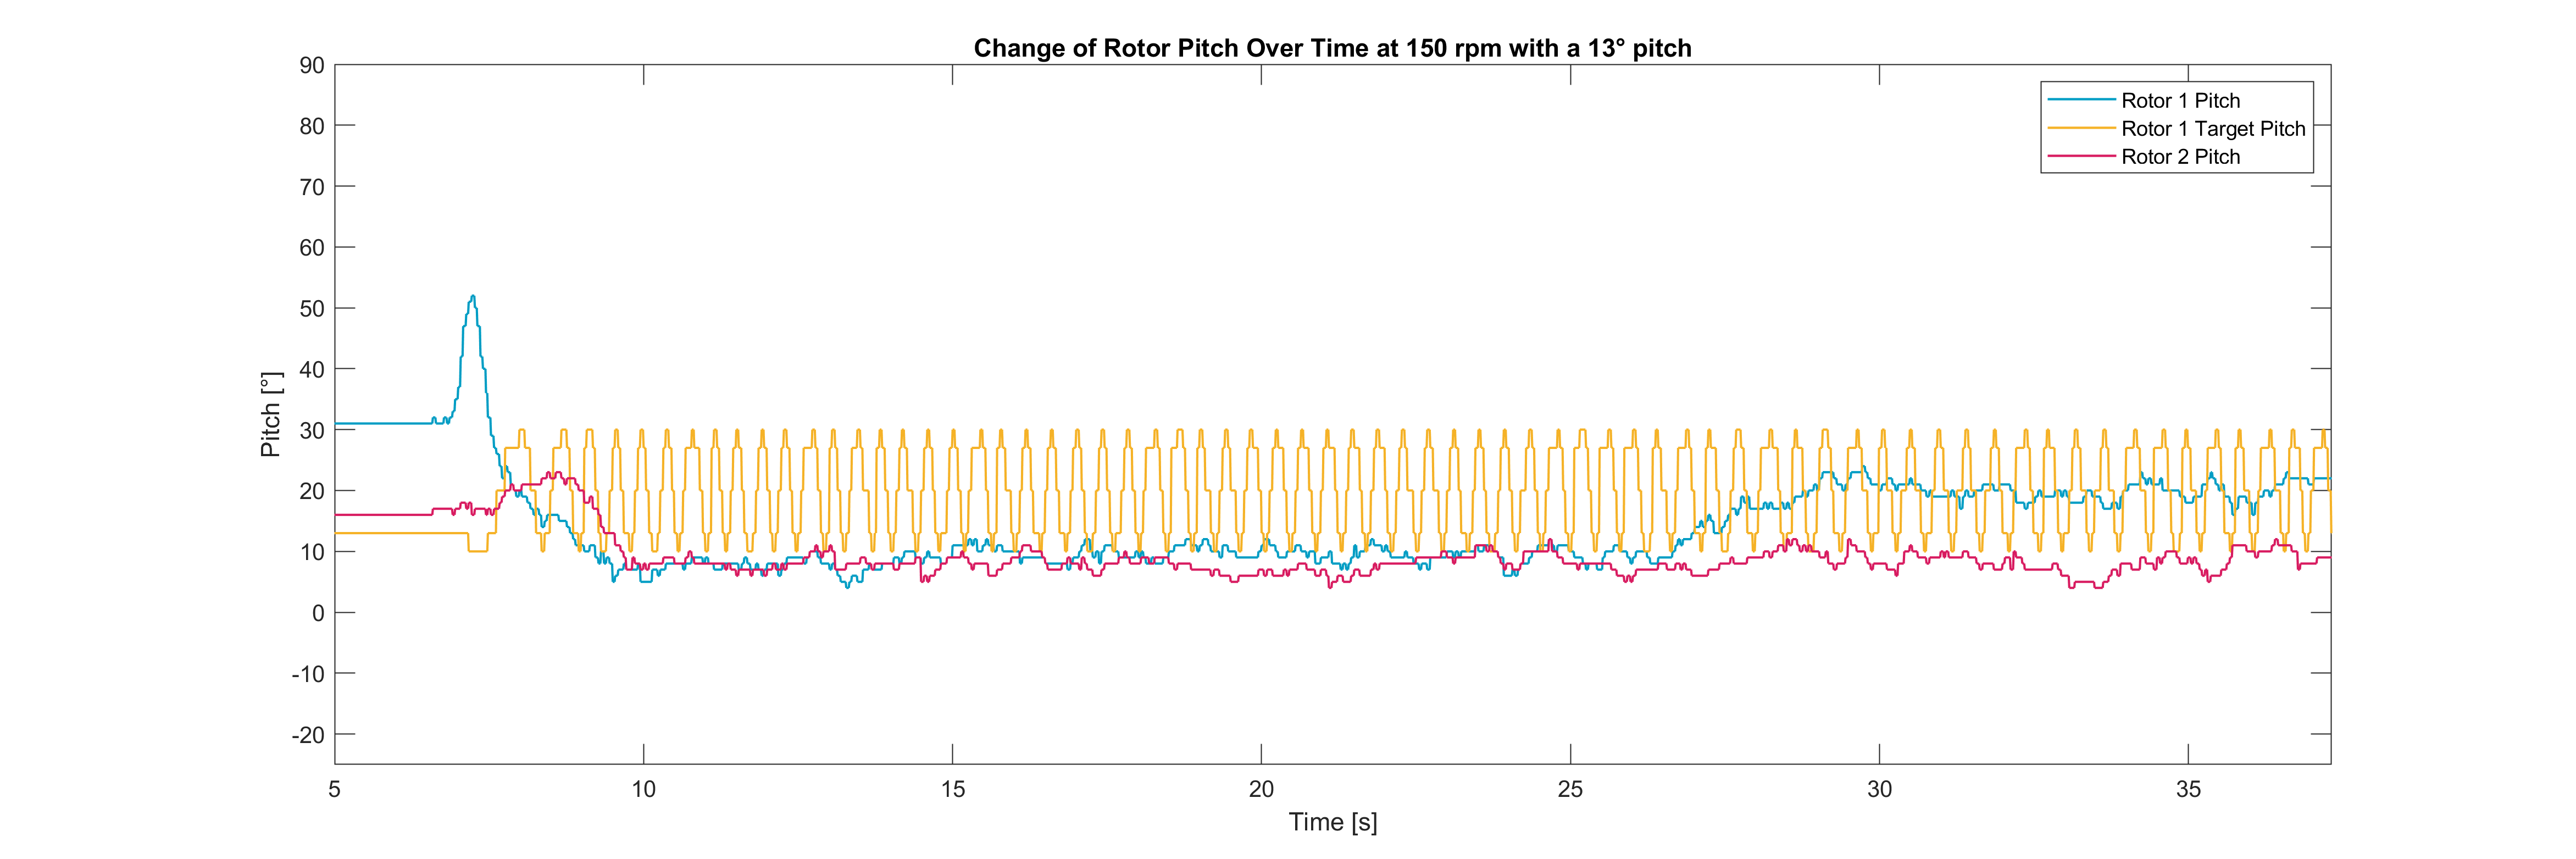 Change of Rotor Pitch Over Time at 150 rpm with a 13° pitch
Rotor 1 Pitch
Rotor 1 Target Pitch
Rotor 2 Pitch
Pitch [°]
90
80
70
60
50
40
30
20
10
0
-10
-20
5 10 15 20 25 30 35
Time [s]